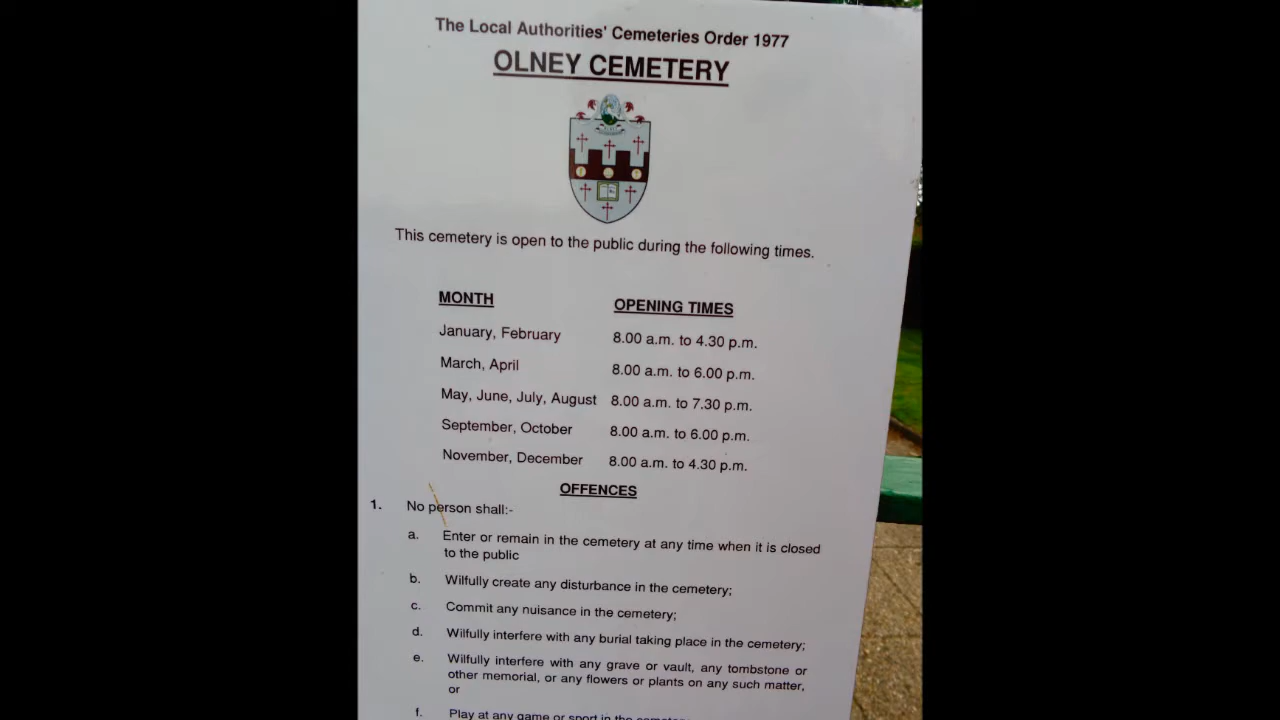 The Local Authorities' Cemeteries Order 1977
OLNEY CEMETERY
This cemetery is open to the public during the following times.
MONTH OPENING TIMES
January, February 8.00 a.m. to 4.30 p.m.
March, April 8.00 a.m. to 6.00 p.m.
May, June, July, August 8.00 a.m. to 7.30 p.m.
September, October 8.00 a.m. to 6.00 p.m.
November, December 8.00 a.m. to 4.30 p.m.
OFFENCES
1. No person shall:-
a. Enter or remain in the cemetery at any time when it is closed
to the public
b. Wilfully create any disturbance in the cemetery;
c. Commit any nuisance in the cemetery;
d. Wilfully interfere with any burial taking place in the cemetery;
e. Wilfully interfere with any grave or vault, any tombstone or
other memorial, or any flowers or plants on any such matter,
or
f. Play at any game or sport in the